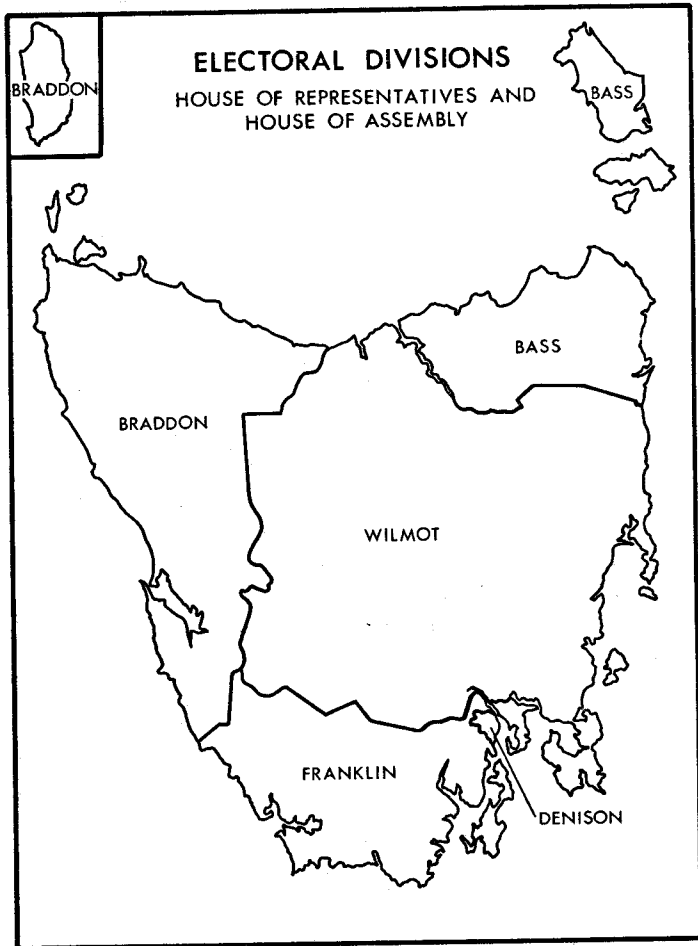 ELECTORAL DIVISIONS
HOUSE OF REPRESENTATIVES AND
HOUSE OF ASSEMBLY
BRADDON
BASS
BASS
BRADDON
WILMOT
FRANKLIN
DENISON